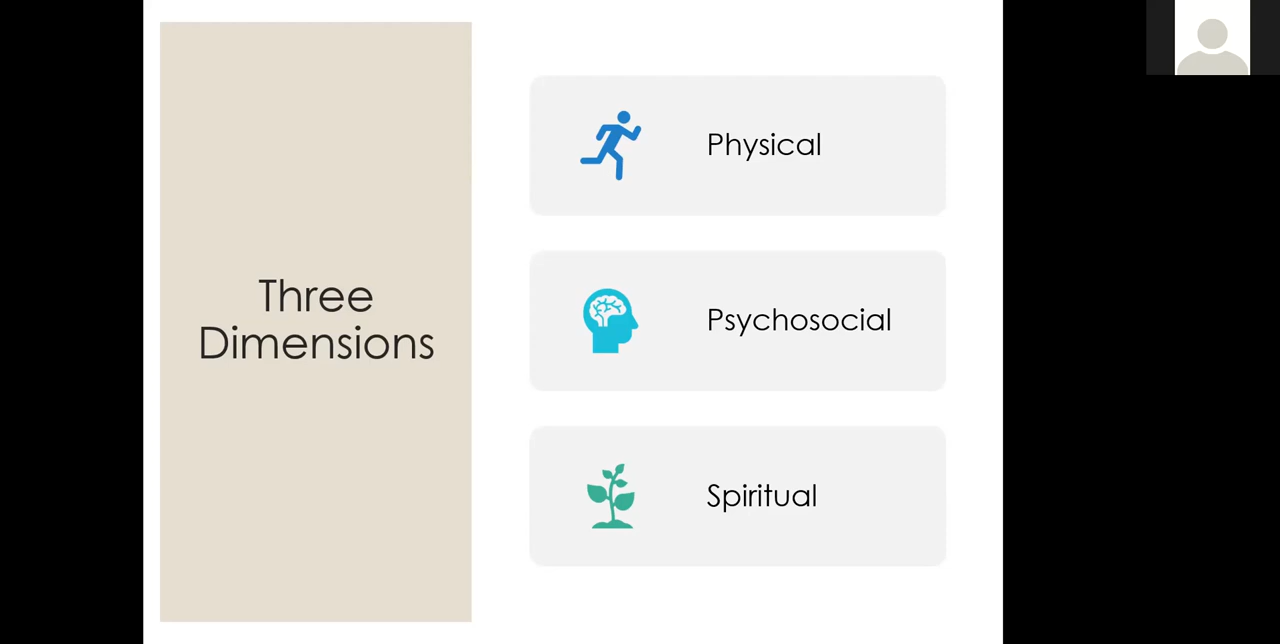 Three
Dimensions
Physical
Psychosocial
Spiritual